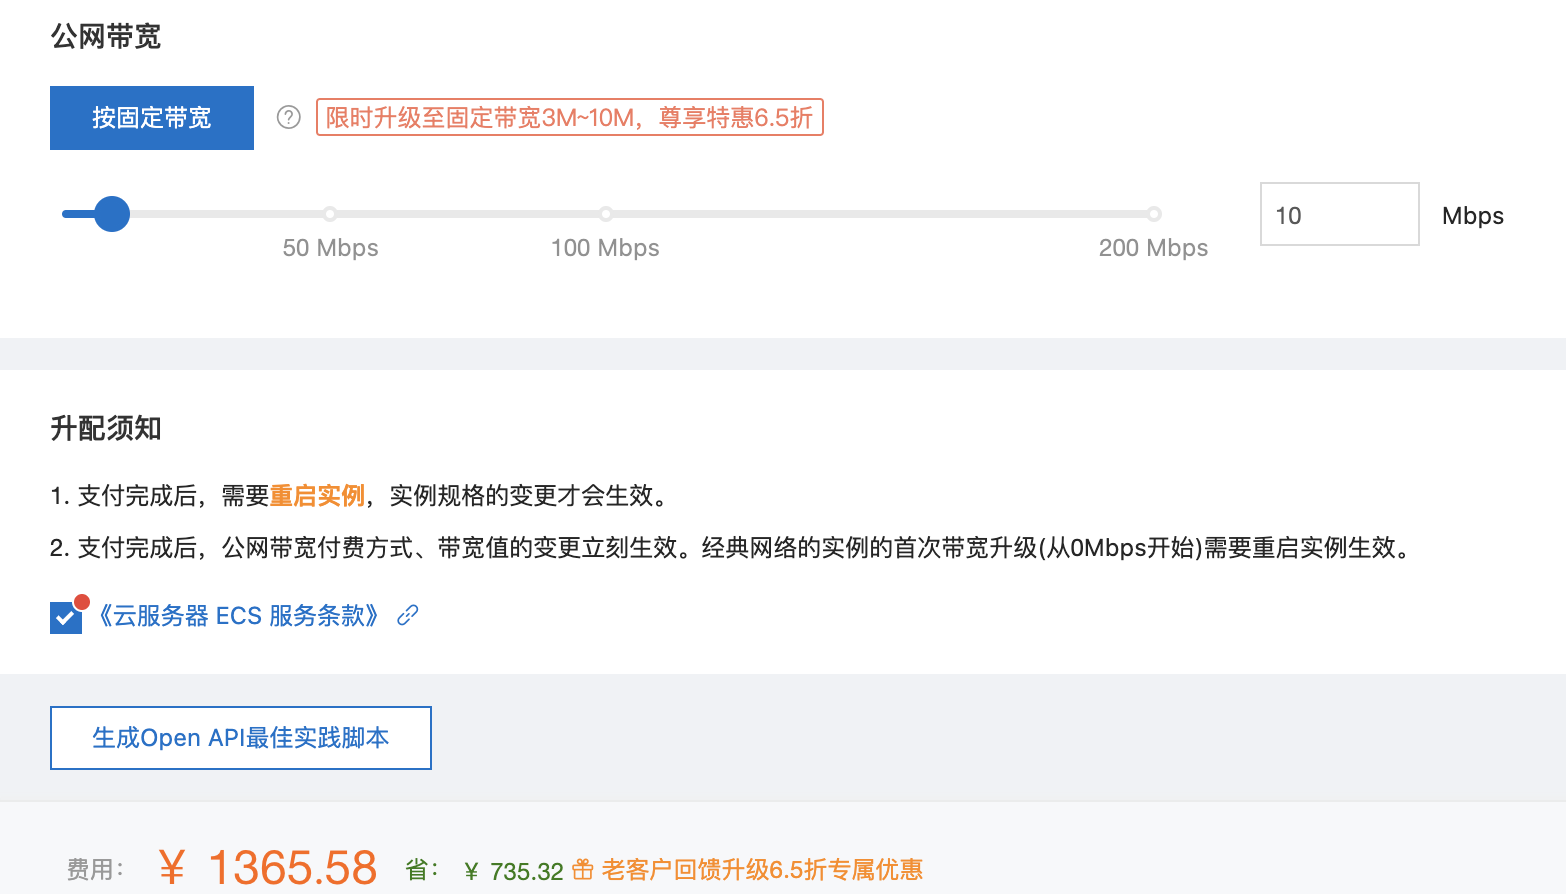 公网带宽
按固定带宽 ? 限时升级至固定带宽3M~10M，尊享特惠6.5折
50 Mbps 100 Mbps 200 Mbps 10 Mbps
升配须知
1. 支付完成后，需要重启实例，实例规格的变更才会生效。
2. 支付完成后，公网带宽付费方式、带宽值的变更立刻生效。经典网络的实例的首次带宽升级(从0Mbps开始)需要重启实例生效。
《云服务器 ECS 服务条款》
生成Open API最佳实践脚本
费用： ¥ 1365.58 省： ¥ 735.32 老客户回馈升级6.5折专属优惠